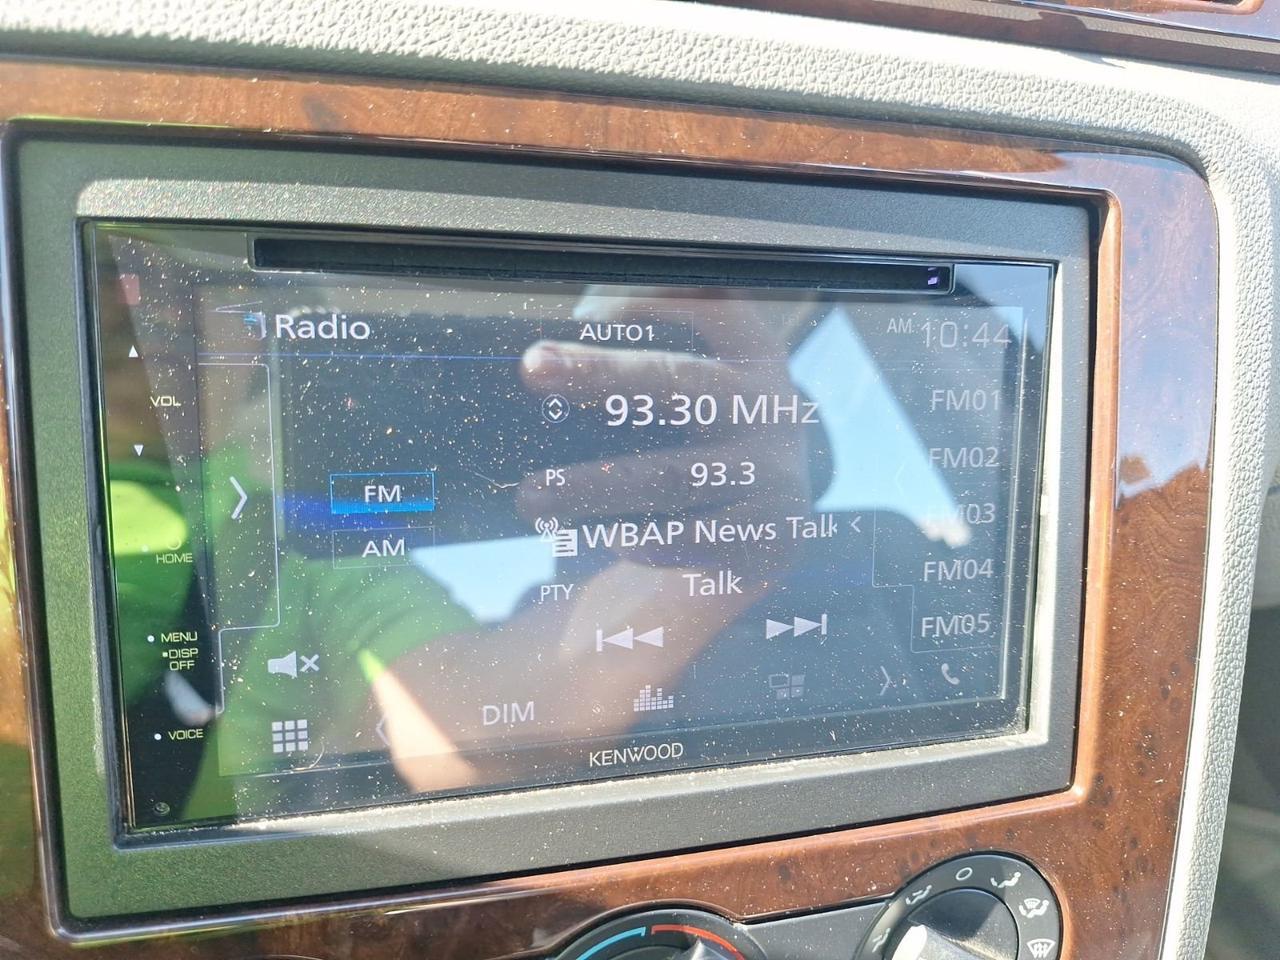 Radio
AUTO1
AM 10:44
VOL
93.30 MHz
FM01
PS
93.3
FM02
FM
WBAP News Talk
FM03
HOME
AM
PTY
Talk
FM04
MENU
DISP
OFF
FM05
VOICE
DIM
KENWOOD